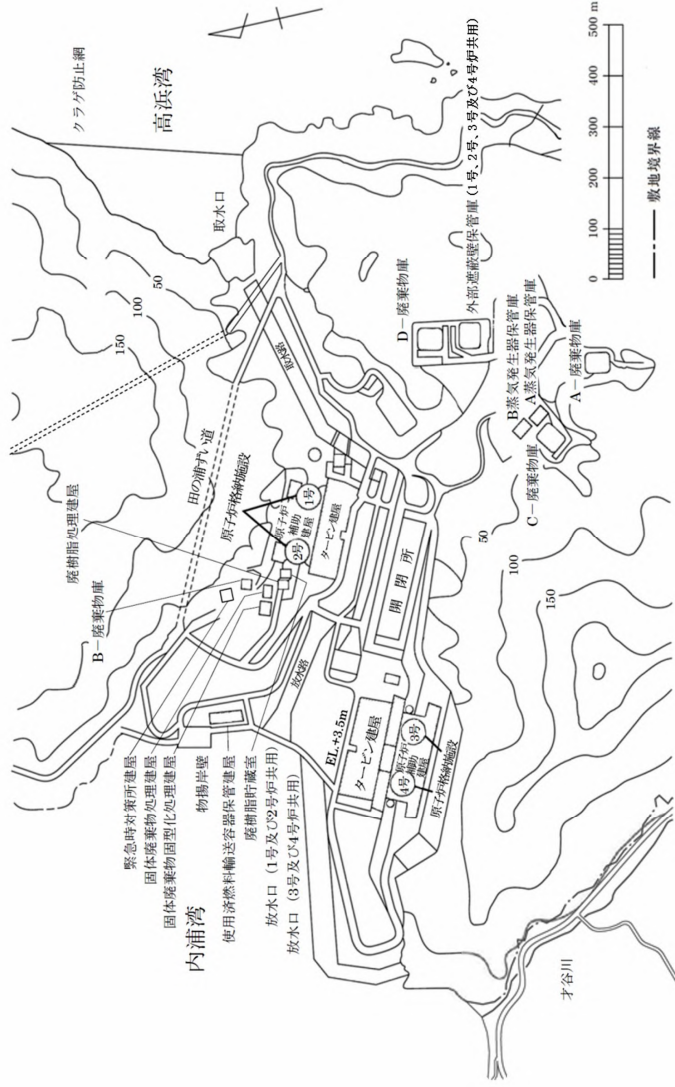 クラゲ防止網
高浜湾
取水口
50
100
150
取水路
田の浦ずい道
原子炉格納施設
1号
2号
原子炉
補助
建屋
タービン建屋
開閉所
廃樹脂処理建屋
B－廃棄物庫
緊急時対策所建屋
固体廃棄物処理建屋
固体廃棄物固型化処理建屋
物揚岸壁
使用済燃料輸送容器保管建屋
廃樹脂貯蔵室
放水口（1号及び2号炉共用）
放水口（3号及び4号炉共用）
内浦湾
放水路
EL.+3.5m
タービン建屋
3号
4号
原子炉
補助
建屋
原子炉格納施設
D－廃棄物庫
外部遮蔽壁保管庫（1号、2号、3号及び4号炉共用）
B蒸気発生器保管庫
A蒸気発生器保管庫
A－廃棄物庫
C－廃棄物庫
50
100
150
才谷川
0 100 200 300 400 500 m
敷地境界線